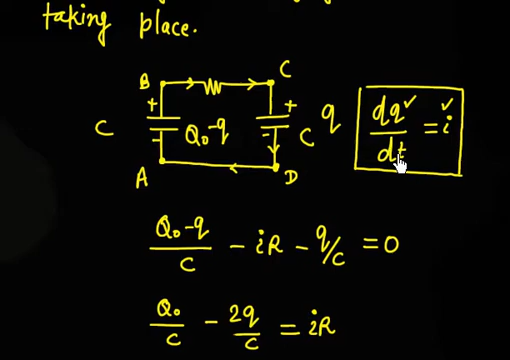 taking place.
B
C
+
+
C
Q₀-q
C
q
dq/dt = i
-
-
A
D
(Q₀-q)/C - iR - q/C = 0
Q₀/C - 2q/C = iR